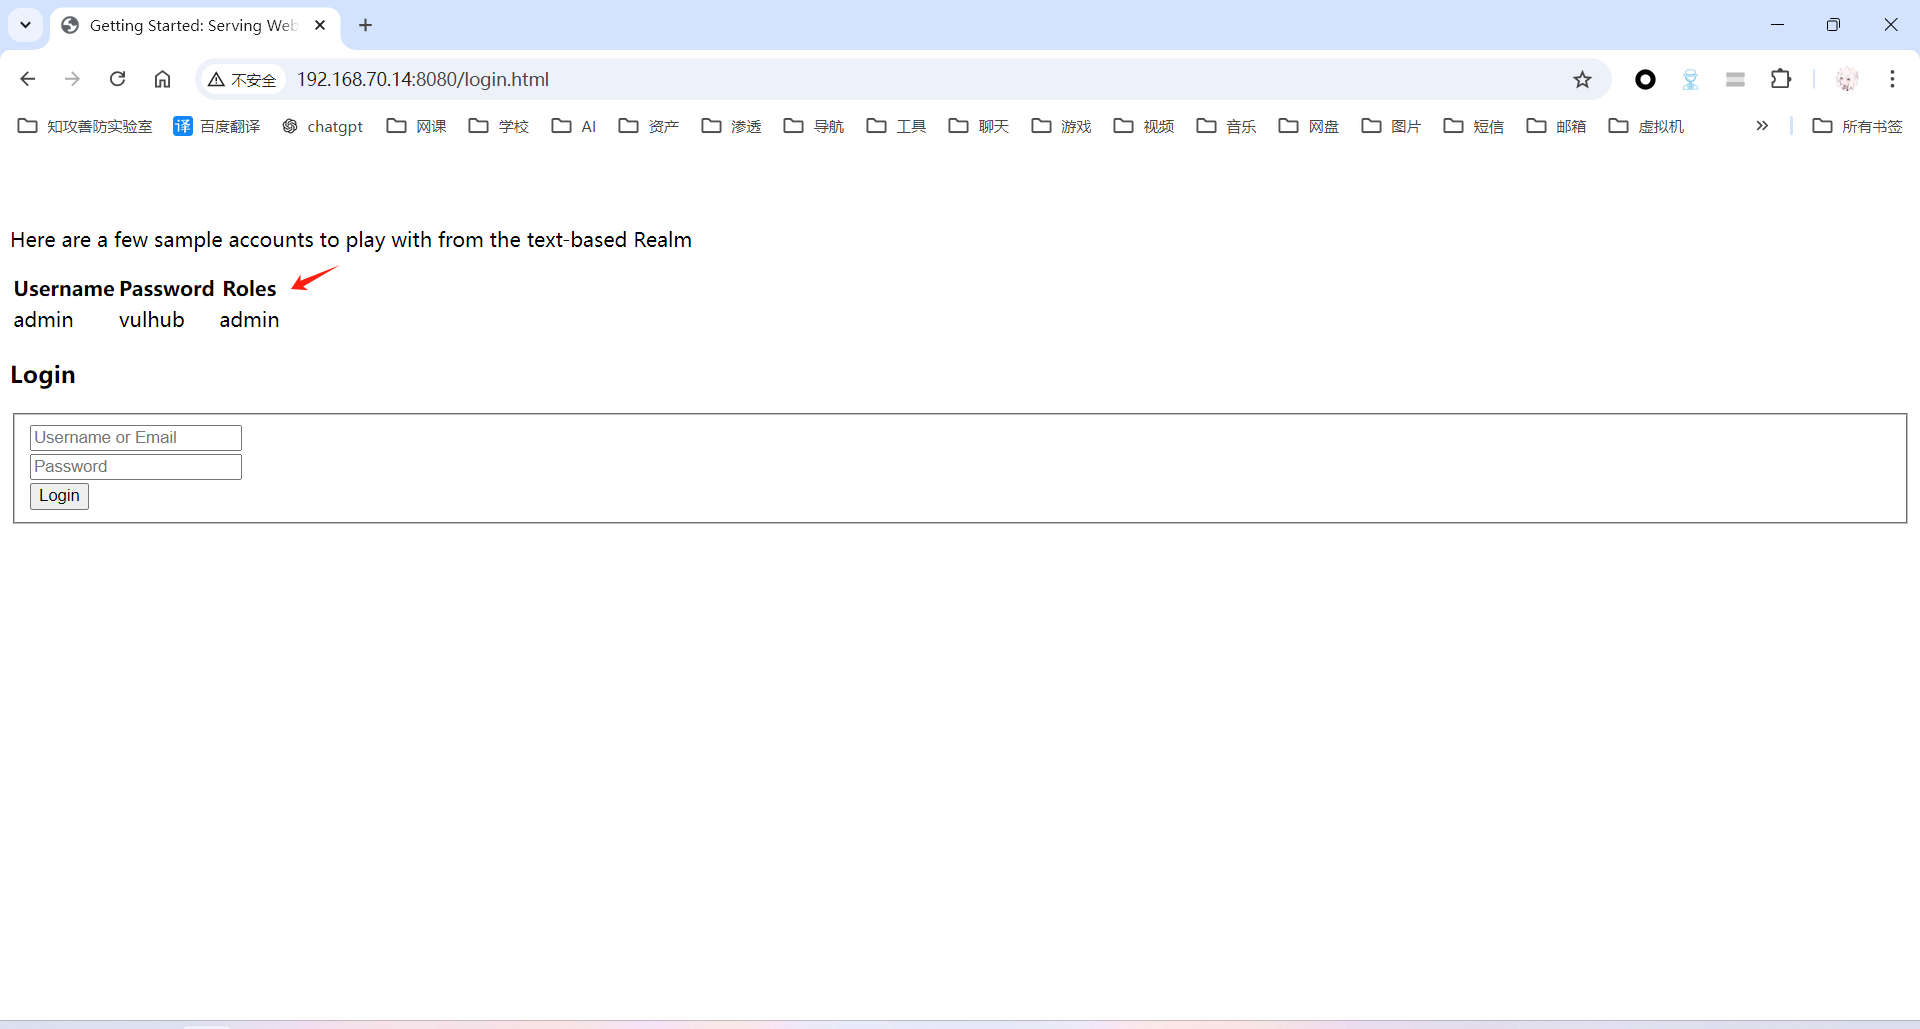 Getting Started: Serving Web
不安全 192.168.70.14:8080/login.html
知攻善防实验室 译 百度翻译 chatgpt 网课 学校 AI 资产 渗透 导航 工具 聊天 游戏 视频 音乐 网盘 图片 短信 邮箱 虚拟机 » 所有书签
Here are a few sample accounts to play with from the text-based Realm
Username Password Roles
admin vulhub admin
Login
Username or Email
Password
Login